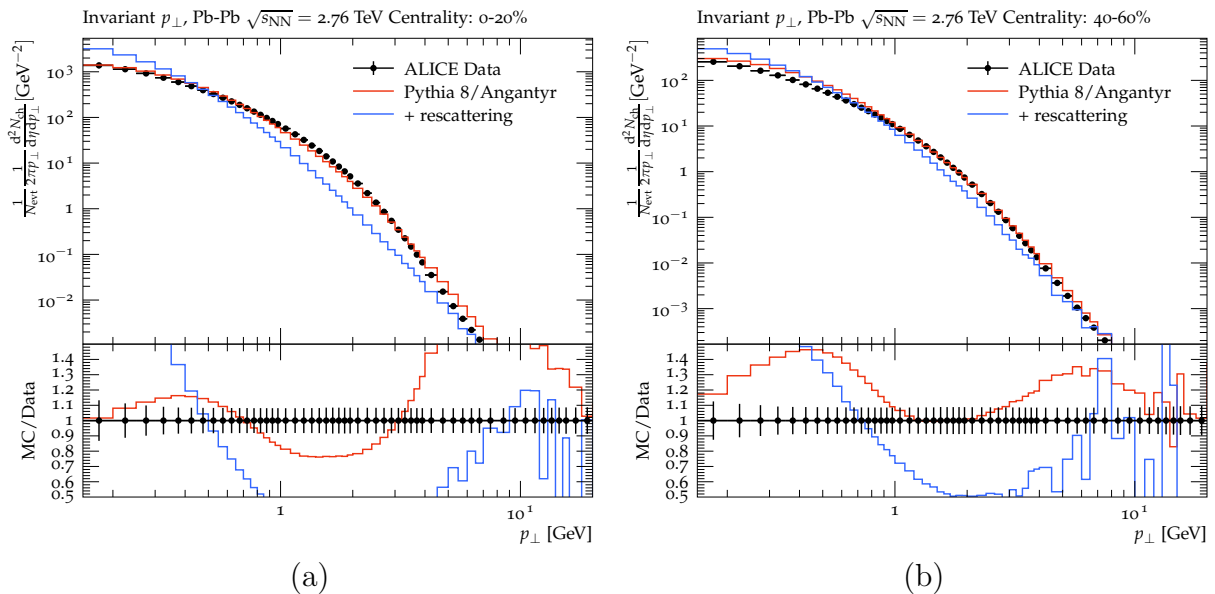 Invariant p⊥, Pb-Pb √sNN = 2.76 TeV Centrality: 0-20%
1/Nevt 1/2πp⊥ d²Nch/dηdp⊥ [GeV⁻²]
10³
10²
10¹
1
10⁻¹
10⁻²
ALICE Data
Pythia 8/Angantyr
+ rescattering
MC/Data
1.4
1.3
1.2
1.1
1
0.9
0.8
0.7
0.6
0.5
1
10¹
p⊥ [GeV]
(a)
Invariant p⊥, Pb-Pb √sNN = 2.76 TeV Centrality: 40-60%
1/Nevt 1/2πp⊥ d²Nch/dηdp⊥ [GeV⁻²]
10²
10¹
1
10⁻¹
10⁻²
10⁻³
ALICE Data
Pythia 8/Angantyr
+ rescattering
MC/Data
1.4
1.3
1.2
1.1
1
0.9
0.8
0.7
0.6
0.5
1
10¹
p⊥ [GeV]
(b)